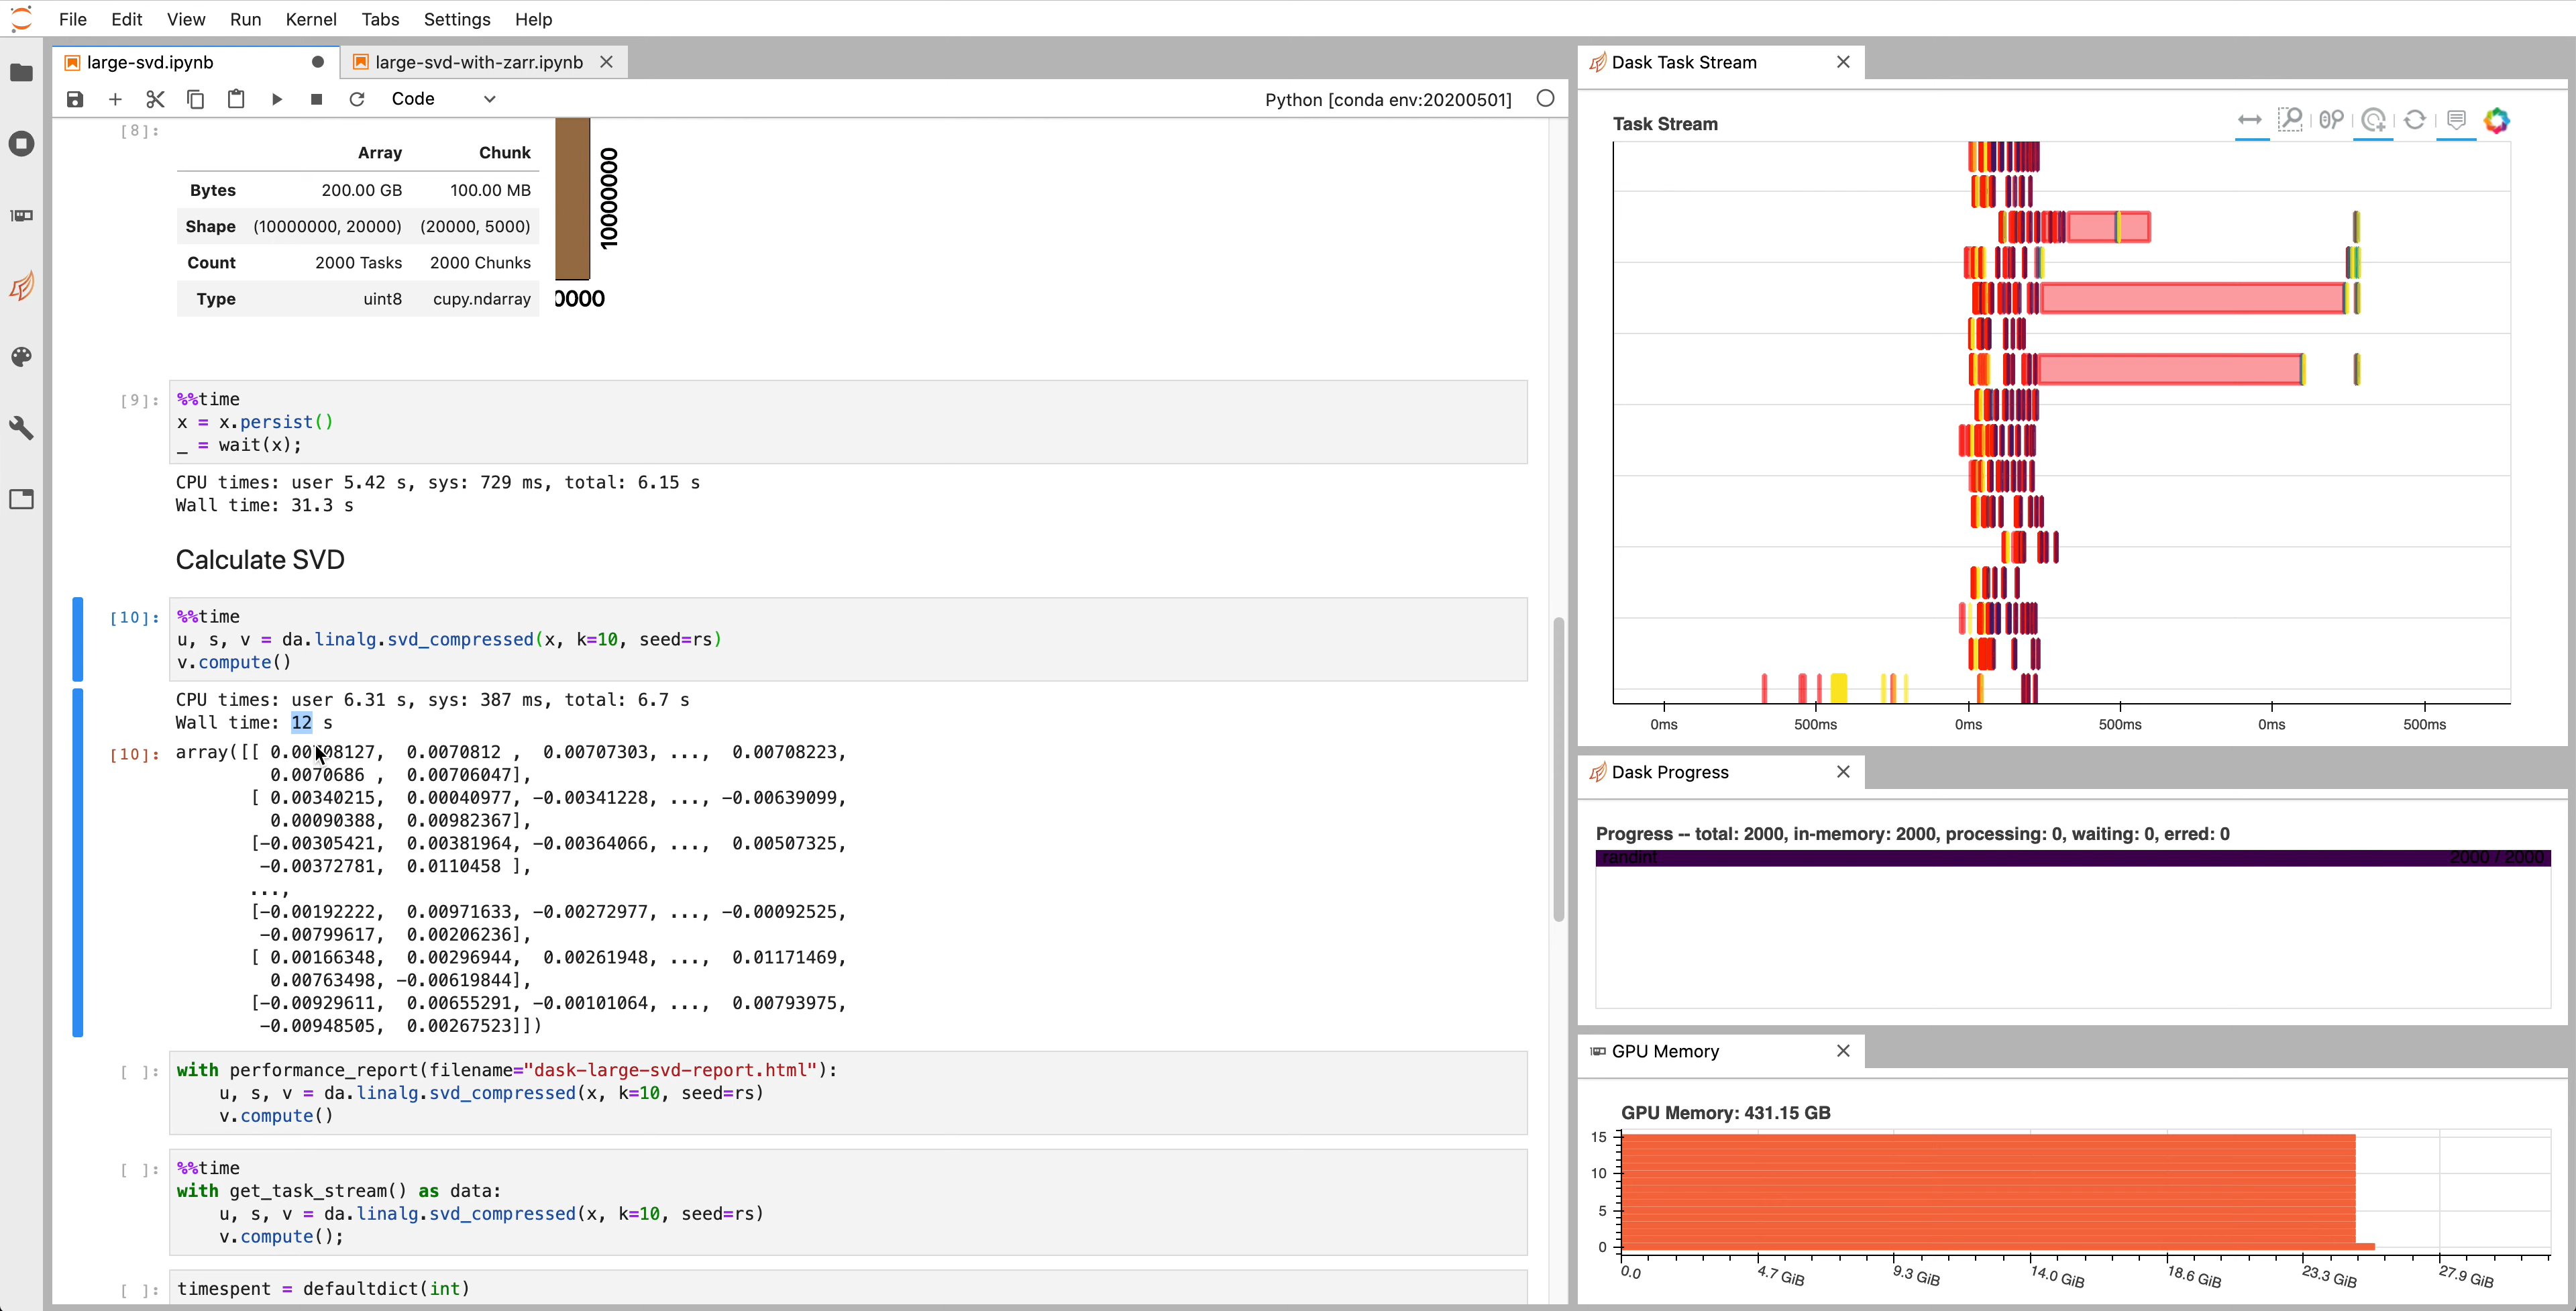 File Edit View Run Kernel Tabs Settings Help
large-svd.ipynb
large-svd-with-zarr.ipynb
Code
Python [conda env:20200501]
[8]:
Array Chunk
Bytes 200.00 GB 100.00 MB
Shape (10000000, 20000) (20000, 5000)
Count 2000 Tasks 2000 Chunks
Type uint8 cupy.ndarray
10000000
0000
[9]:
%%time
x = x.persist()
_ = wait(x);
CPU times: user 5.42 s, sys: 729 ms, total: 6.15 s
Wall time: 31.3 s
Calculate SVD
[10]:
%%time
u, s, v = da.linalg.svd_compressed(x, k=10, seed=rs)
v.compute()
CPU times: user 6.31 s, sys: 387 ms, total: 6.7 s
Wall time: 12 s
[10]:
array([[ 0.00708127, 0.0070812 , 0.00707303, ..., 0.00708223,
0.0070686 , 0.00706047],
[ 0.00340215, 0.00040977, −0.00341228, ..., −0.00639099,
0.00090388, 0.00982367],
[−0.00305421, 0.00381964, −0.00364066, ..., 0.00507325,
−0.00372781, 0.0110458 ],
...,
[−0.00192222, 0.00971633, −0.00272977, ..., −0.00092525,
−0.00799617, 0.00206236],
[ 0.00166348, 0.00296944, 0.00261948, ..., 0.01171469,
0.00763498, −0.00619844],
[−0.00929611, 0.00655291, −0.00101064, ..., 0.00793975,
−0.00948505, 0.00267523]])
[ ]:
with performance_report(filename="dask-large-svd-report.html"):
u, s, v = da.linalg.svd_compressed(x, k=10, seed=rs)
v.compute()
[ ]:
%%time
with get_task_stream() as data:
u, s, v = da.linalg.svd_compressed(x, k=10, seed=rs)
v.compute();
[ ]:
timespent = defaultdict(int)
Dask Task Stream
Task Stream
0ms 500ms 0ms 500ms 0ms 500ms
Dask Progress
Progress -- total: 2000, in-memory: 2000, processing: 0, waiting: 0, erred: 0
randint 2000 / 2000
GPU Memory
GPU Memory: 431.15 GB
15
10
5
0
0.0 4.7 GiB 9.3 GiB 14.0 GiB 18.6 GiB 23.3 GiB 27.9 GiB